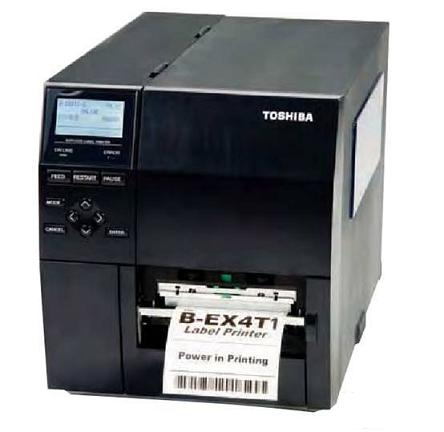 TOSHIBA
ON LINE ERROR
FEED RESTART PAUSE
MODE
CANCEL ENTER
B-EX4T1
Label Printer
Power in Printing